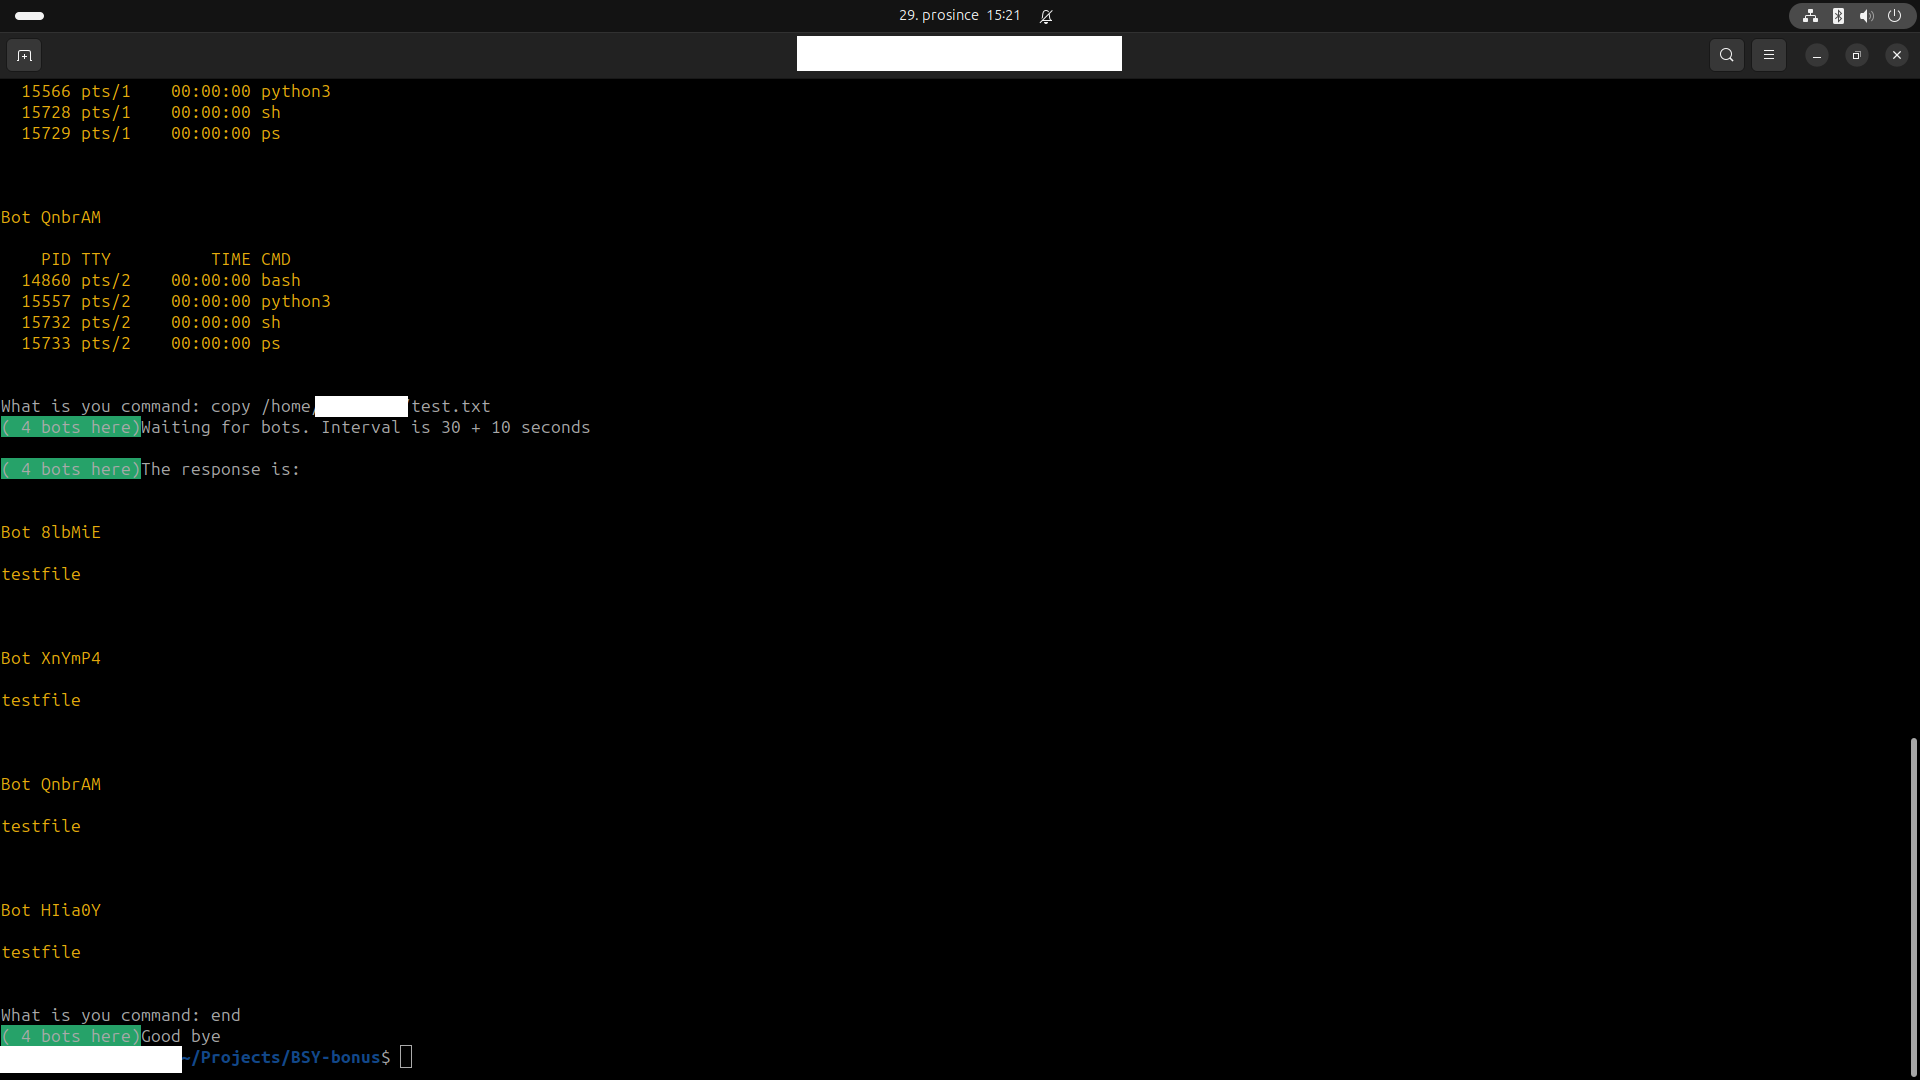 29. prosince 15:21
15566 pts/1 00:00:00 python3
15728 pts/1 00:00:00 sh
15729 pts/1 00:00:00 ps
Bot QnbrAM
PID TTY TIME CMD
14860 pts/2 00:00:00 bash
15557 pts/2 00:00:00 python3
15732 pts/2 00:00:00 sh
15733 pts/2 00:00:00 ps
What is you command: copy /home/ /test.txt
( 4 bots here)Waiting for bots. Interval is 30 + 10 seconds
( 4 bots here)The response is:
Bot 8lbMiE
testfile
Bot XnYmP4
testfile
Bot QnbrAM
testfile
Bot HIia0Y
testfile
What is you command: end
( 4 bots here)Good bye
~/Projects/BSY-bonus$